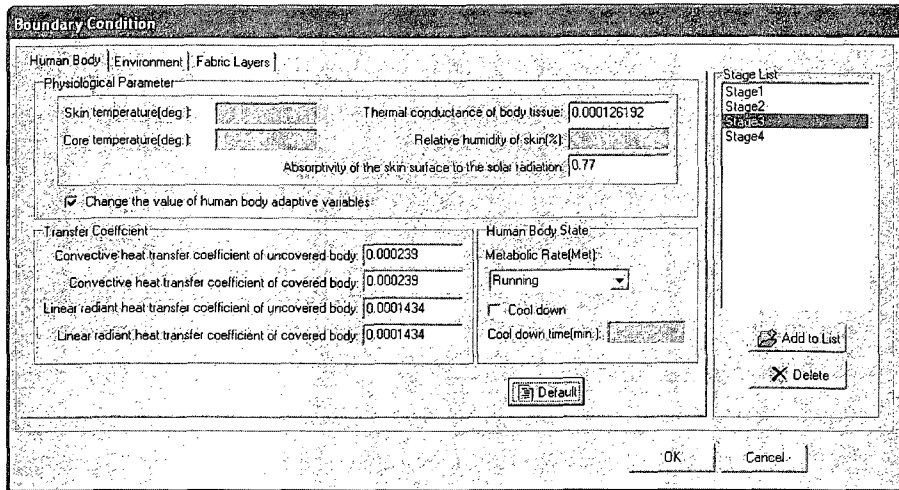 Boundary Condition
Human Body Environment Fabric Layers
Physiological Parameter
Skin temperature(deg.):
Thermal conductance of body tissue: 0.000126192
Core temperature(deg.):
Relative humidity of skin(%):
Absorptivity of the skin surface to the solar radiation: 0.77
Change the value of human body adaptive variables
Transfer Coeffcient
Convective heat transfer coefficient of uncovered body: 0.000239
Convective heat transfer coefficient of covered body: 0.000239
Linear radiant heat transfer coefficient of uncovered body: 0.0001434
Linear radiant heat transfer coefficient of covered body: 0.0001434
Human Body State
Metabolic Rate(Met):
Running
Cool down
Cool down time(min.):
Default
Stage List
Stage1
Stage2
Stage3
Stage4
Add to List
Delete
OK
Cancel